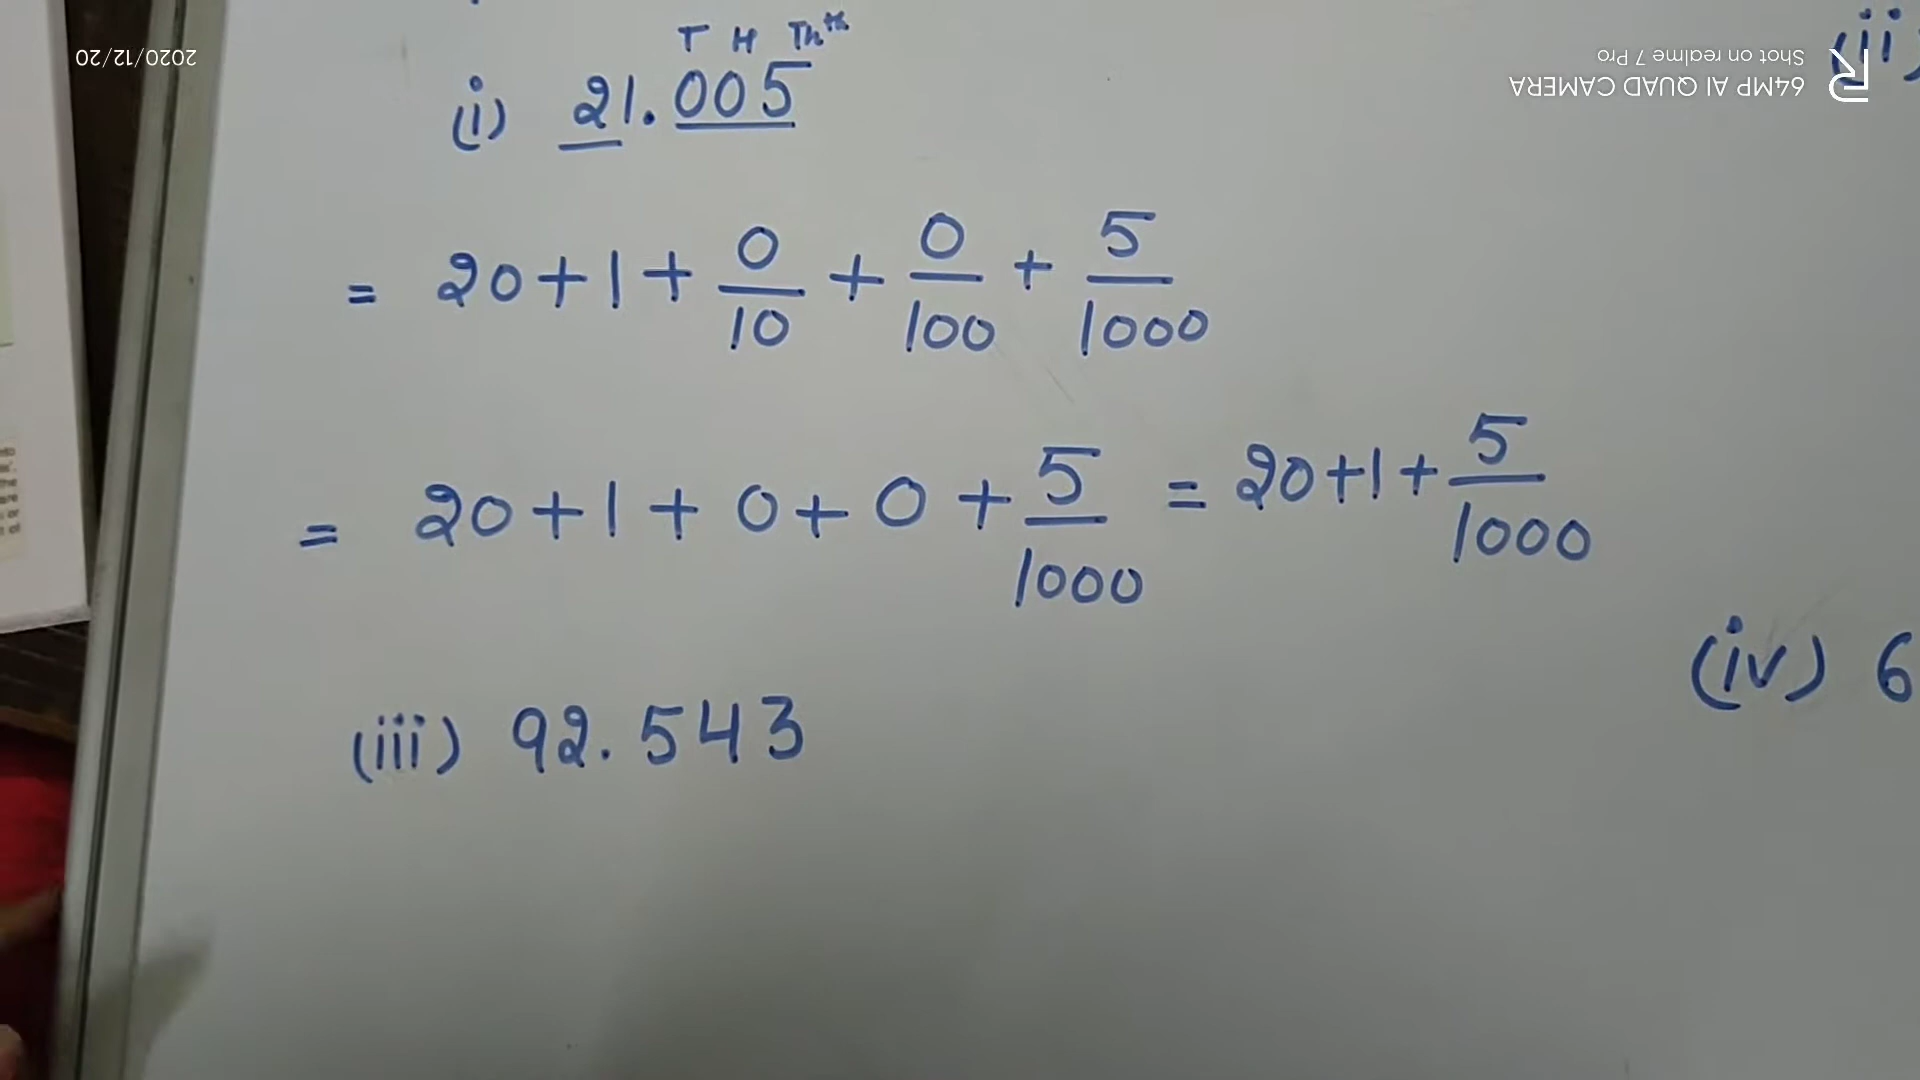 T H Thth
(i) 21.005
(ii)
= 20+1+0/10+0/100+5/1000
= 20+1+0+0+5/1000 = 20+1+5/1000
(iii) 92.543
(iv) 6
64MP AI QUAD CAMERA
Shot on realme 7 Pro
2020/12/20